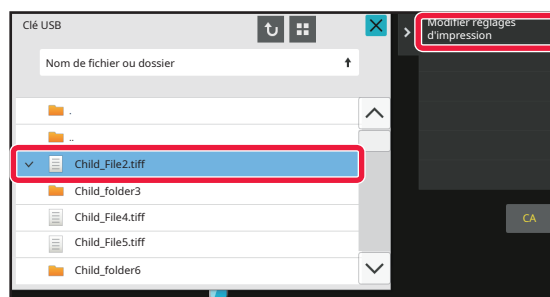 Clé USB
Modifier réglages
d'impression
Nom de fichier ou dossier
.
..
Child_File2.tiff
Child_folder3
Child_File4.tiff
Child_File5.tiff
Child_folder6
CA